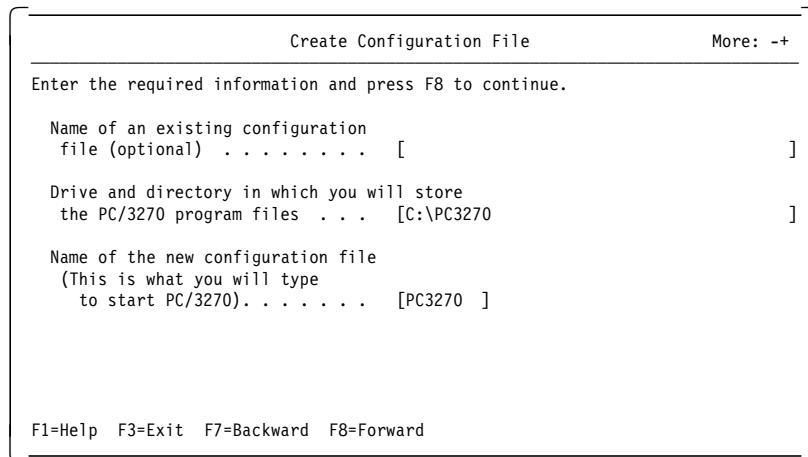 Create Configuration File More: -+
Enter the required information and press F8 to continue.
Name of an existing configuration
file (optional) . . . . . . . . [ ]
Drive and directory in which you will store
the PC/3270 program files . . . [C:\PC3270 ]
Name of the new configuration file
(This is what you will type
to start PC/3270). . . . . . . [PC3270 ]
F1=Help F3=Exit F7=Backward F8=Forward